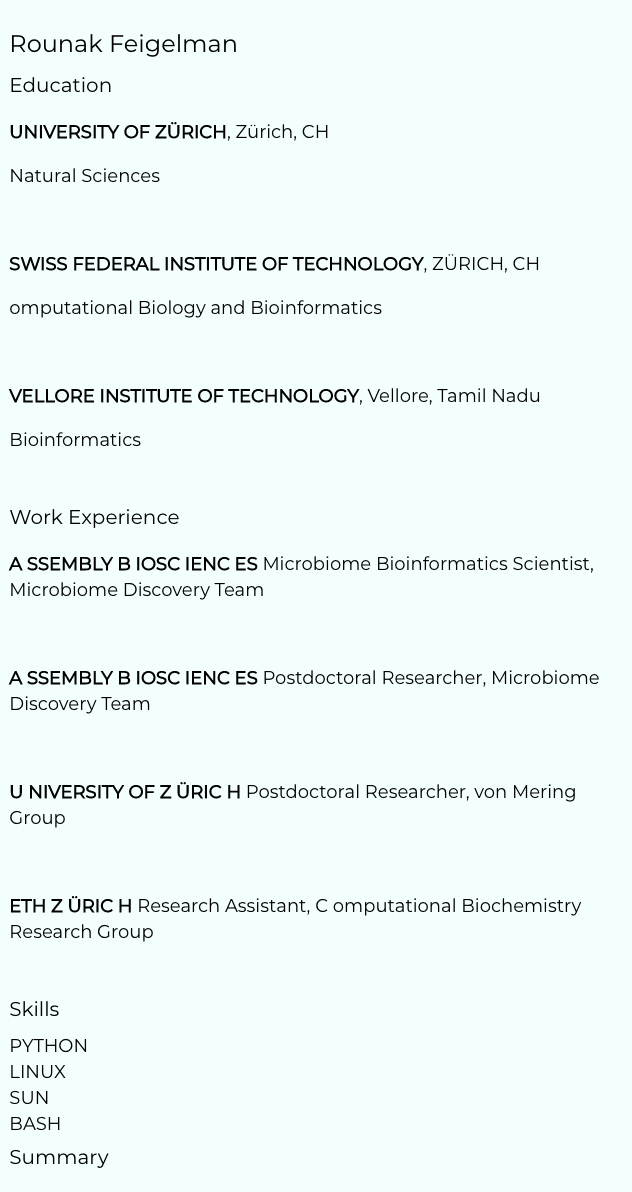 Rounak Feigelman
Education
UNIVERSITY OF ZÜRICH, Zürich, CH
Natural Sciences
SWISS FEDERAL INSTITUTE OF TECHNOLOGY, ZÜRICH, CH
omputational Biology and Bioinformatics
VELLORE INSTITUTE OF TECHNOLOGY, Vellore, Tamil Nadu
Bioinformatics
Work Experience
A SSEMBLY B IOSC IENC ES Microbiome Bioinformatics Scientist,
Microbiome Discovery Team
A SSEMBLY B IOSC IENC ES Postdoctoral Researcher, Microbiome
Discovery Team
U NIVERSITY OF Z ÜRIC H Postdoctoral Researcher, von Mering
Group
ETH Z ÜRIC H Research Assistant, C omputational Biochemistry
Research Group
Skills
PYTHON
LINUX
SUN
BASH
Summary